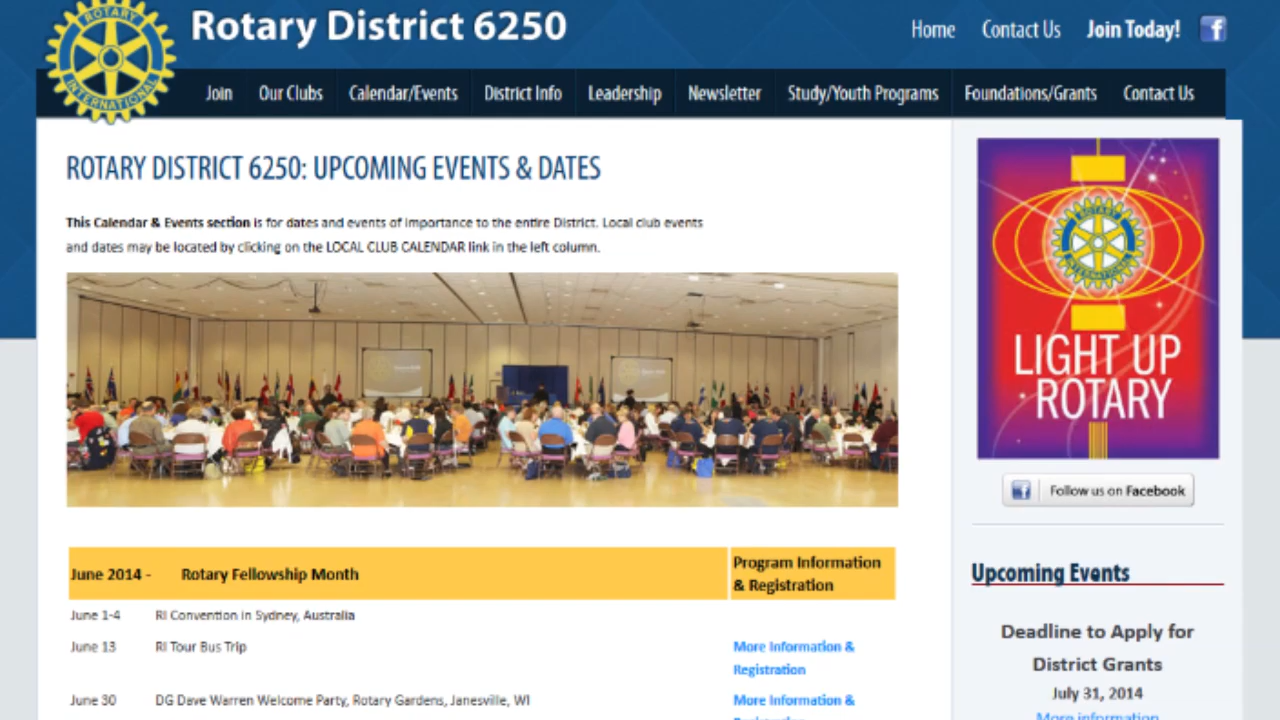 Rotary District 6250
Home Contact Us Join Today!
ROTARY INTERNATIONAL
Join Our Clubs Calendar/Events District Info Leadership Newsletter Study/Youth Programs Foundations/Grants Contact Us
ROTARY DISTRICT 6250: UPCOMING EVENTS & DATES
This Calendar & Events section is for dates and events of importance to the entire District. Local club events
and dates may be located by clicking on the LOCAL CLUB CALENDAR link in the left column.
June 2014 - Rotary Fellowship Month
Program Information
& Registration
June 1-4 RI Convention in Sydney, Australia
June 13 RI Tour Bus Trip
More Information &
Registration
June 30 DG Dave Warren Welcome Party, Rotary Gardens, Janesville, WI
More Information &
Registration
ROTARY INTERNATIONAL
LIGHT UP
ROTARY
Follow us on Facebook
Upcoming Events
Deadline to Apply for
District Grants
July 31, 2014
More information